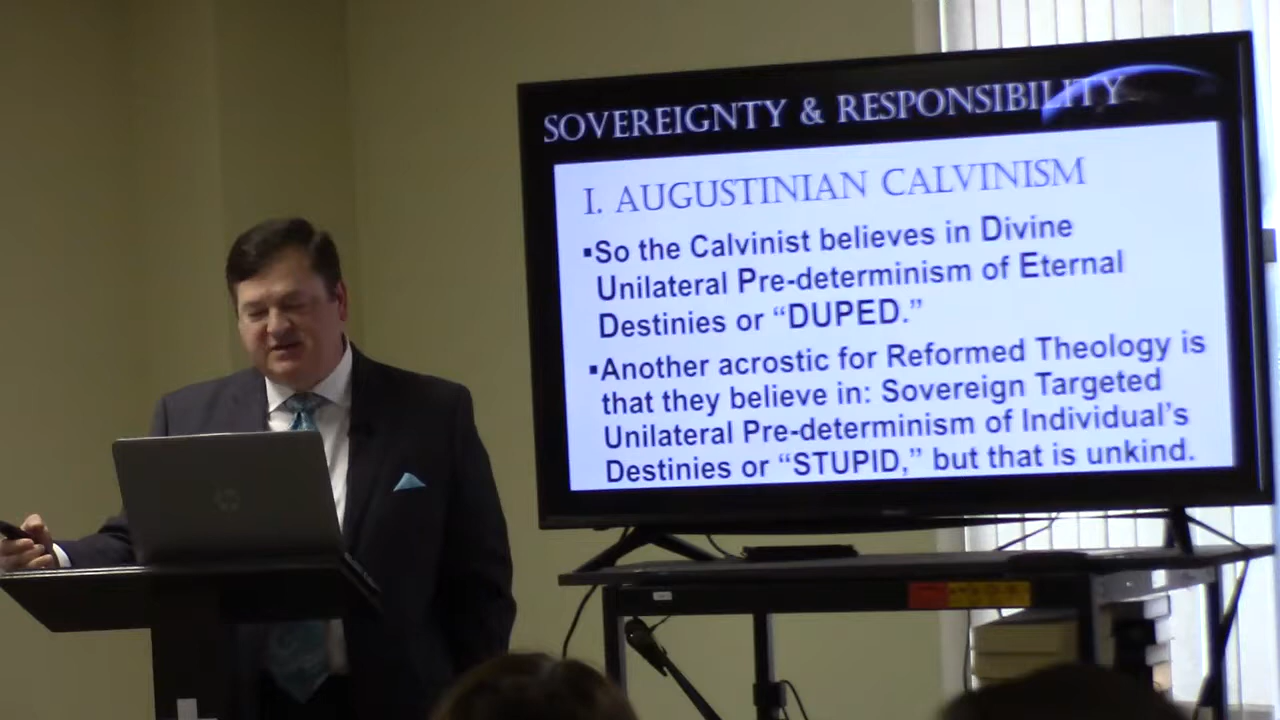 SOVEREIGNTY & RESPONSIBILITY
I. AUGUSTINIAN CALVINISM
▪So the Calvinist believes in Divine
Unilateral Pre-determinism of Eternal
Destinies or “DUPED.”
▪Another acrostic for Reformed Theology is
that they believe in: Sovereign Targeted
Unilateral Pre-determinism of Individual’s
Destinies or “STUPID,” but that is unkind.
hp